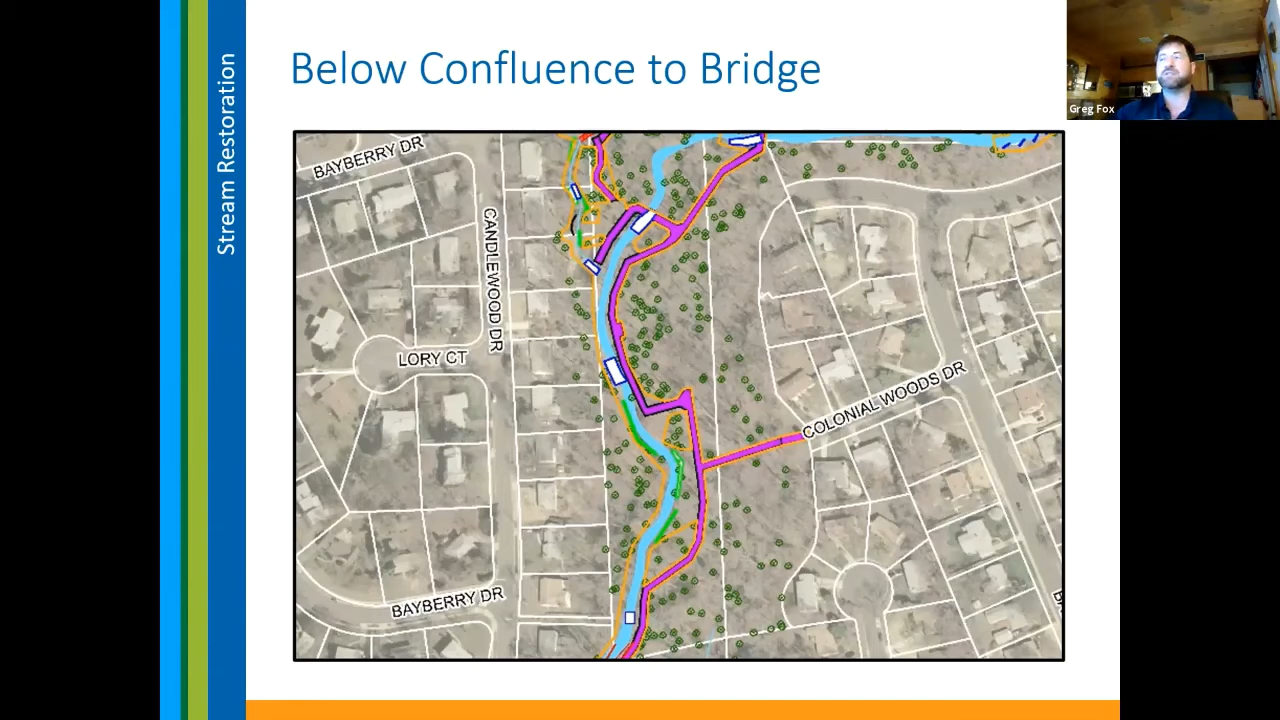 Stream Restoration
Below Confluence to Bridge
Greg Fox
BAYBERRY DR
CANDLEWOOD DR
LORY CT
COLONIAL WOODS DR
BAYBERRY DR